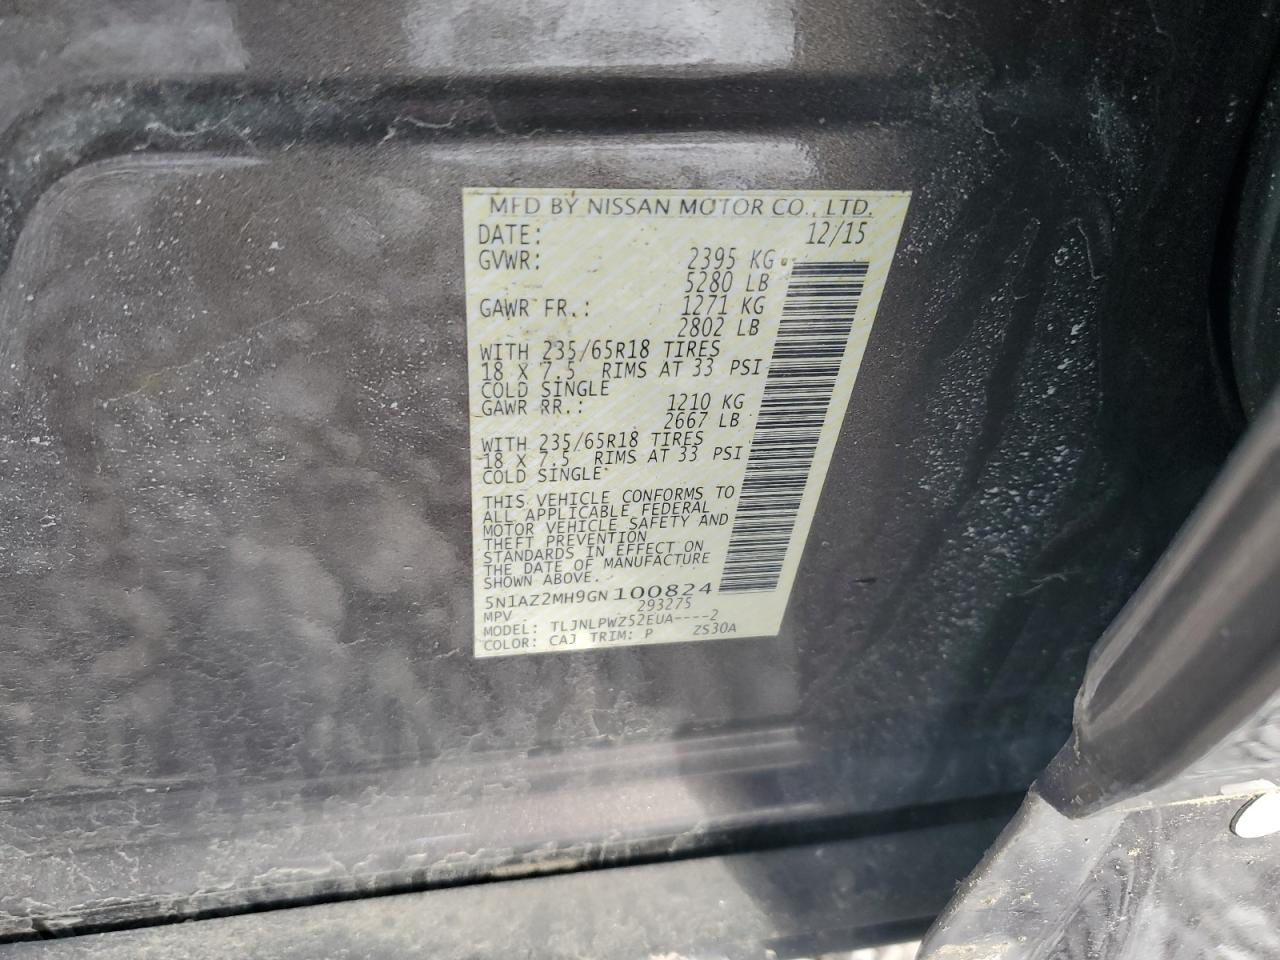 MFD BY NISSAN MOTOR CO., LTD.
DATE: 12/15
GVWR: 2395 KG
5280 LB
GAWR FR.: 1271 KG
2802 LB
WITH 235/65R18 TIRES
18 X 7.5 RIMS AT 33 PSI
COLD SINGLE
GAWR RR.: 1210 KG
2667 LB
WITH 235/65R18 TIRES
18 X 7.5 RIMS AT 33 PSI
COLD SINGLE
THIS VEHICLE CONFORMS TO
ALL APPLICABLE FEDERAL
MOTOR VEHICLE SAFETY AND
THEFT PREVENTION
STANDARDS IN EFFECT ON
THE DATE OF MANUFACTURE
SHOWN ABOVE.
5N1AZ2MH9GN100824
MPV 293275
MODEL: TLJNLPWZ52EUA----2
COLOR: CAJ TRIM: P ZS30A